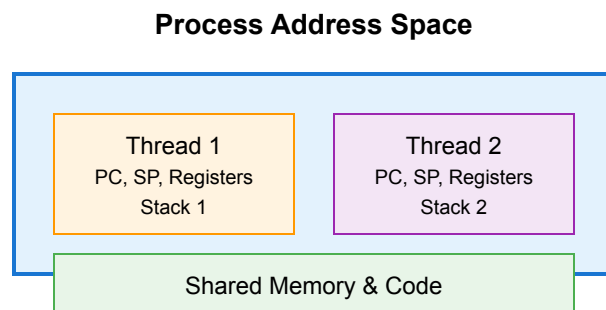 Process Address Space
Thread 1
PC, SP, Registers
Stack 1
Thread 2
PC, SP, Registers
Stack 2
Shared Memory & Code